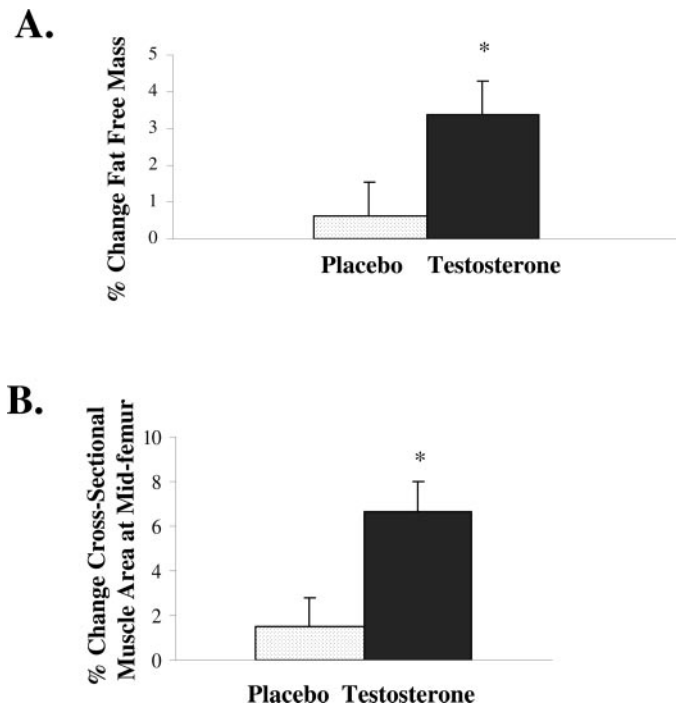 A.
% Change Fat Free Mass
5
4
3
2
1
0
*
Placebo Testosterone
B.
% Change Cross-Sectional
Muscle Area at Mid-femur
10
8
6
4
2
0
*
Placebo Testosterone